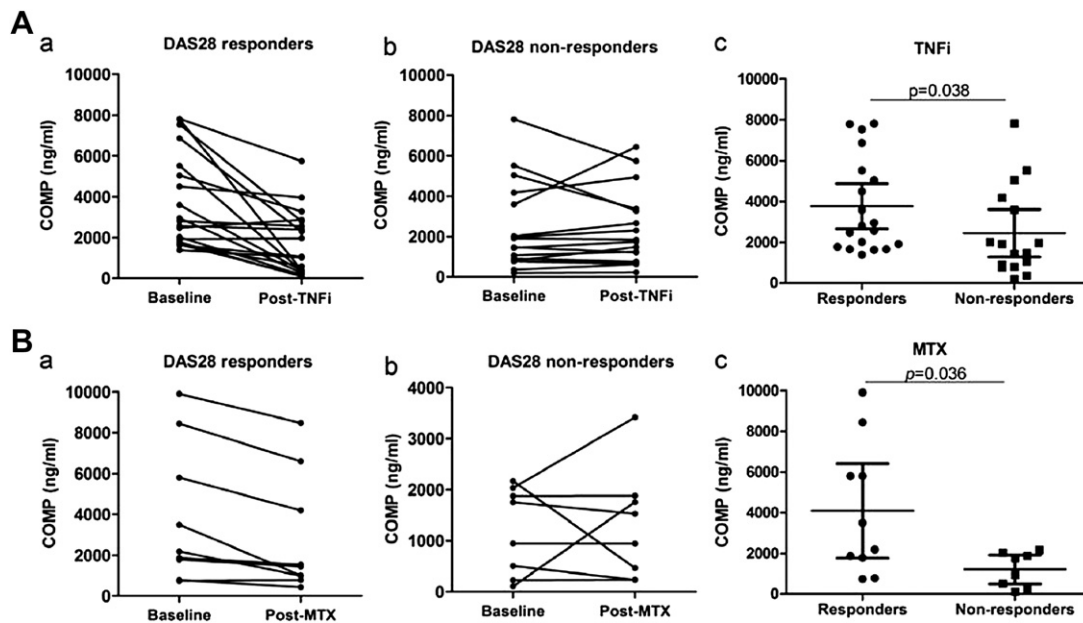 A
a
DAS28 responders
COMP (ng/ml)
10000
8000
6000
4000
2000
0
Baseline
Post-TNFi
b
DAS28 non-responders
COMP (ng/ml)
10000
8000
6000
4000
2000
0
Baseline
Post-TNFi
c
TNFi
p=0.038
COMP (ng/ml)
10000
8000
6000
4000
2000
0
Responders
Non-responders
B
a
DAS28 responders
COMP (ng/ml)
10000
8000
6000
4000
2000
0
Baseline
Post-MTX
b
DAS28 non-responders
COMP (ng/ml)
4000
3000
2000
1000
0
Baseline
Post-MTX
c
MTX
p=0.036
COMP (ng/ml)
10000
8000
6000
4000
2000
0
Responders
Non-responders